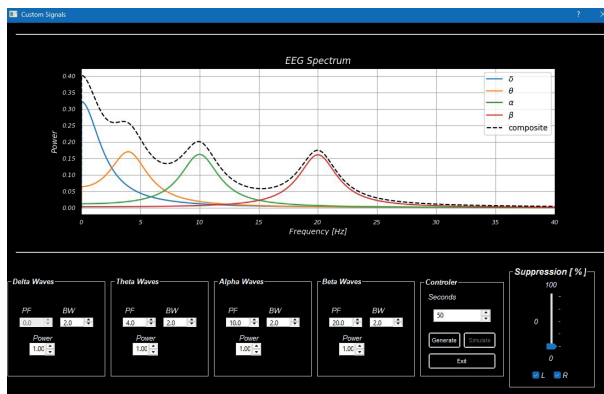 Custom Signals
?
EEG Spectrum
0.40
0.35
0.30
0.25
0.20
0.15
0.10
0.05
0.00
Power
δ
θ
α
β
composite
0 5 10 15 20 25 30 35 40
Frequency [Hz]
Delta Waves Theta Waves Alpha Waves Beta Waves Controler Suppression [ % ]
PF BW PF BW PF BW PF BW Seconds 100
0.0 2.0 4.0 2.0 10.0 2.0 20.0 2.0 50 0
Power Power Power Power Generate Simulate
1.00 1.00 1.00 1.00 Exit 0
L R